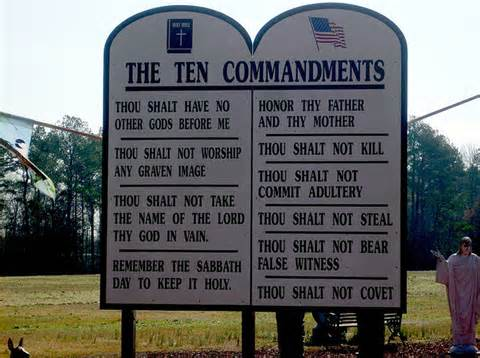 HOLY BIBLE
THE TEN COMMANDMENTS
THOU SHALT HAVE NO
OTHER GODS BEFORE ME
THOU SHALT NOT WORSHIP
ANY GRAVEN IMAGE
THOU SHALT NOT TAKE
THE NAME OF THE LORD
THY GOD IN VAIN.
REMEMBER THE SABBATH
DAY TO KEEP IT HOLY.
HONOR THY FATHER
AND THY MOTHER
THOU SHALT NOT KILL
THOU SHALT NOT
COMMIT ADULTERY
THOU SHALT NOT STEAL
THOU SHALT NOT BEAR
FALSE WITNESS
THOU SHALT NOT COVET